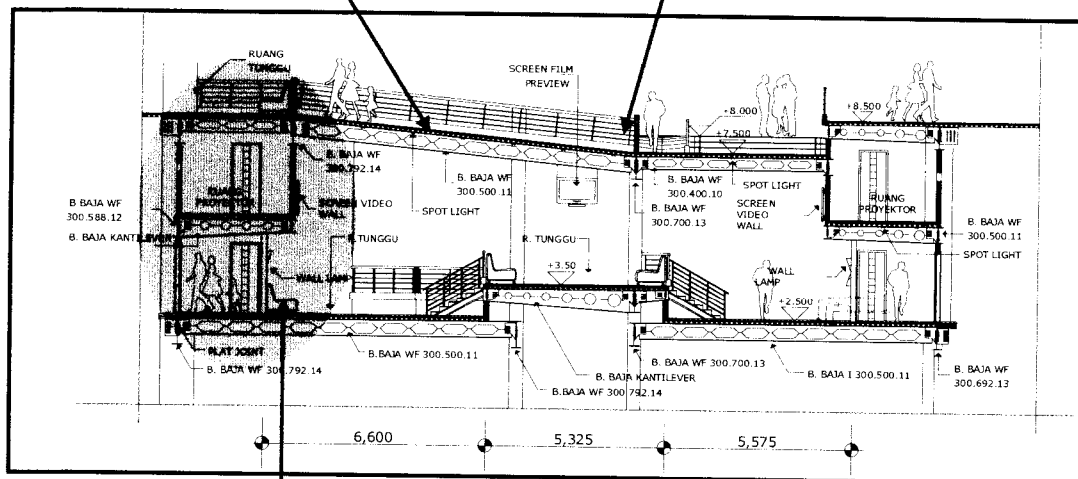 RUANG
TUNGGU
SCREEN FILM
PREVIEW
+8.000
+7.500
+8.500
B. BAJA WF
300.792.14
B. BAJA WF
300.500.11
SPOT LIGHT
B. BAJA WF
300.400.10
B. BAJA WF
300.700.13
SPOT LIGHT
SCREEN
VIDEO
WALL
RUANG
PROYEKTOR
B BAJA WF
300.588.12
RUANG
PROYEKTOR
SCREEN VIDEO
WALL
B. BAJA KANTILEVER
R. TUNGGU
R. TUNGGU
+3.50
B. BAJA WF
300.500.11
SPOT LIGHT
WALL LAMP
WALL
LAMP
+2.500
PLAT JOINT
B. BAJA WF 300.792.14
B.BAJA WF 300.500.11
B. BAJA WF 300.700.13
B. BAJA KANTILEVER
B.BAJA WF 300 792.14
B. BAJA I 300.500.11
B. BAJA WF
300.692.13
6,600
5,325
5,575